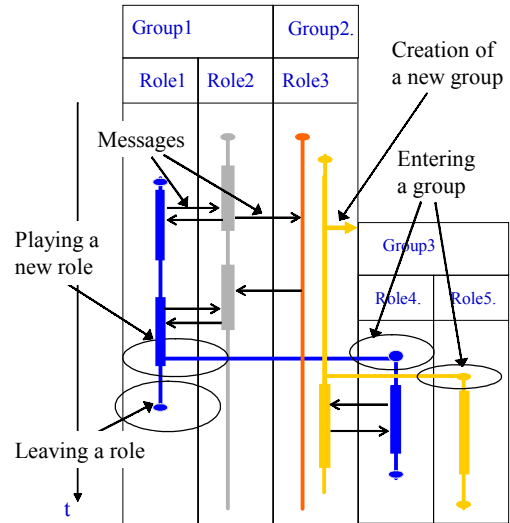 Group1
Group2.
Creation of
a new group
Role1
Role2
Role3
Messages
Entering
a group
Playing a
new role
Group3
Role4.
Role5.
Leaving a role
t